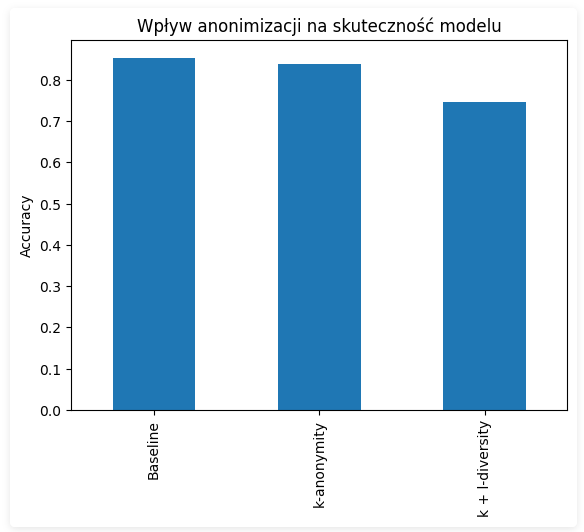 Wpływ anonimizacji na skuteczność modelu
Accuracy
0.8
0.7
0.6
0.5
0.4
0.3
0.2
0.1
0.0
Baseline
k-anonymity
k + l-diversity